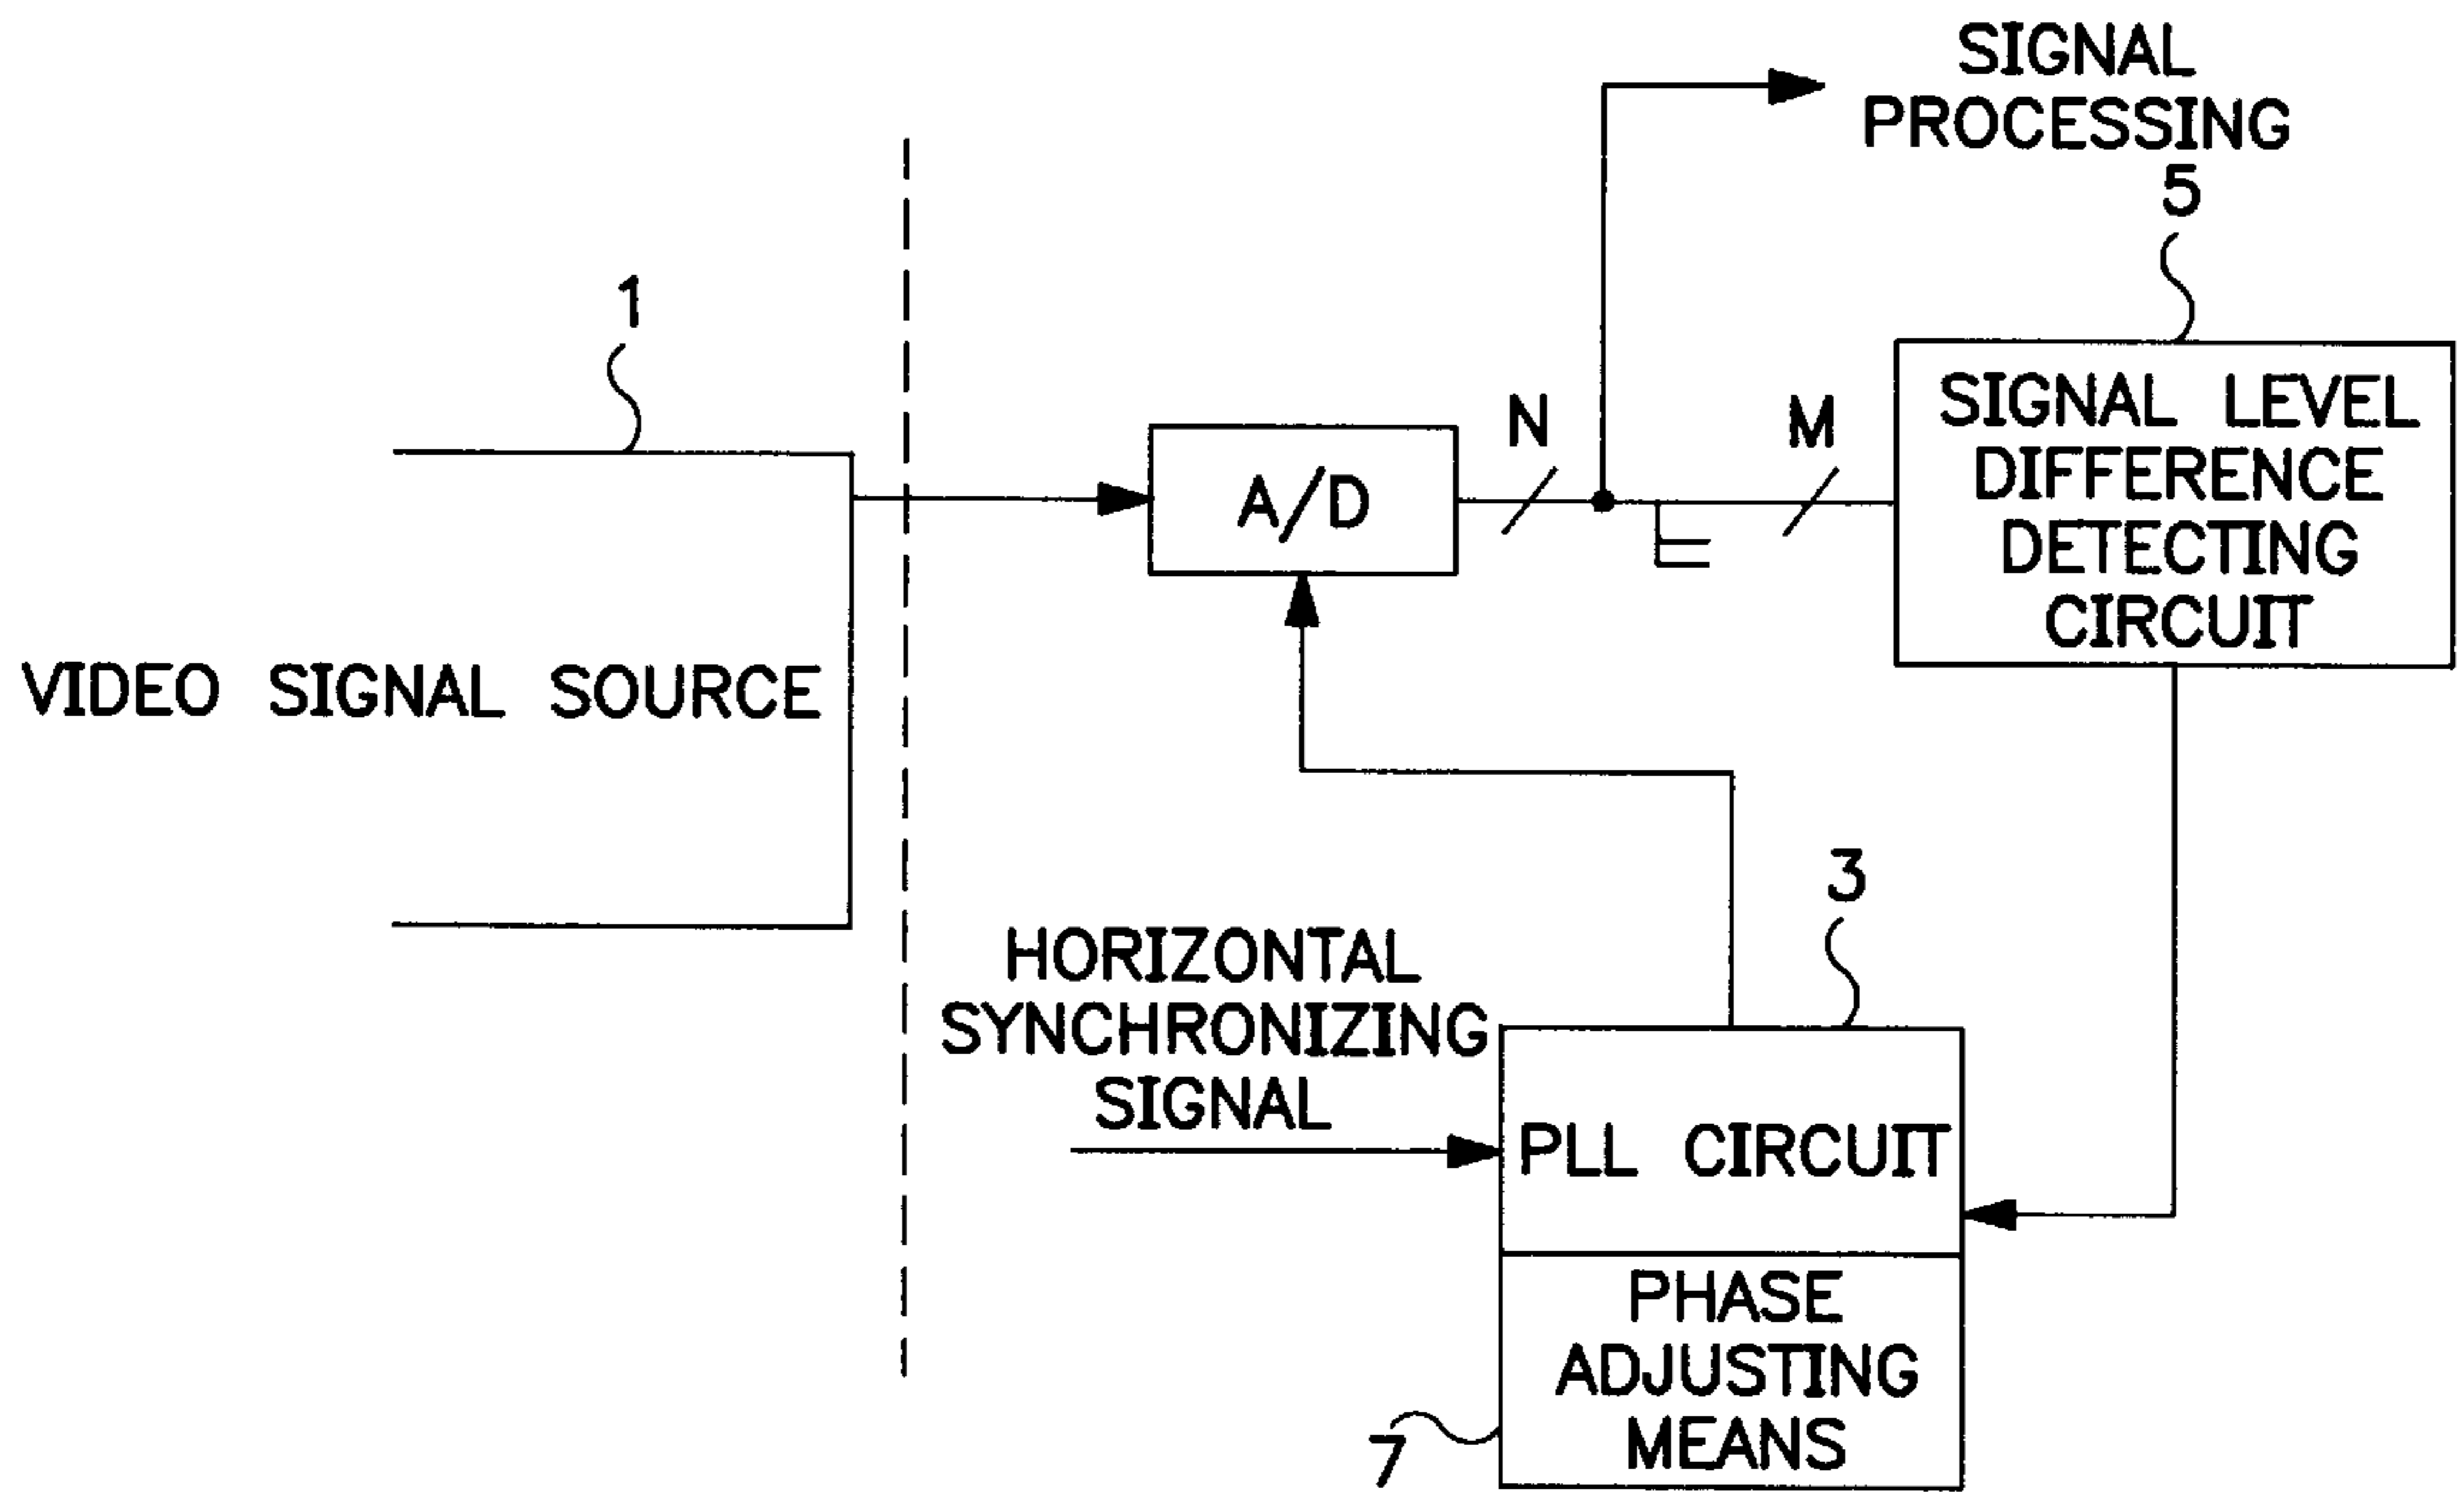 SIGNAL
PROCESSING
5
1
N
M
SIGNAL LEVEL
DIFFERENCE
DETECTING
CIRCUIT
A/D
VIDEO SIGNAL SOURCE
3
HORIZONTAL
SYNCHRONIZING
SIGNAL
PLL CIRCUIT
PHASE
ADJUSTING
MEANS
7